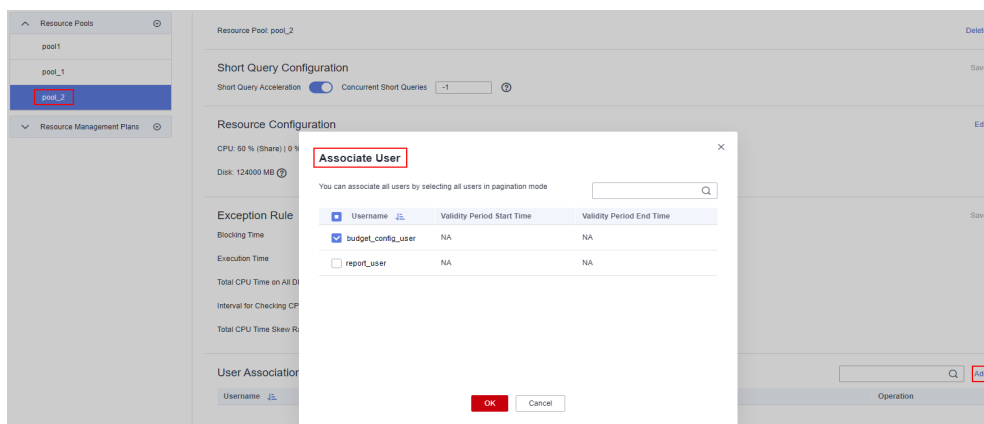 Resource Pools
pool1
pool_1
pool_2
Resource Management Plans
Resource Pool: pool_2
Short Query Configuration
Short Query Acceleration
Concurrent Short Queries
-1
Resource Configuration
CPU: 60 % (Share) | 0 %
Disk: 124000 MB
Exception Rule
Blocking Time
Execution Time
Total CPU Time on All
Interval for Checking
Total CPU Time Skew
User Association
Username
Operation
Associate User
You can associate all users by selecting all users in pagination mode
Username Validity Period Start Time Validity Period End Time
budget_config_user NA NA
report_user NA NA
OK Cancel